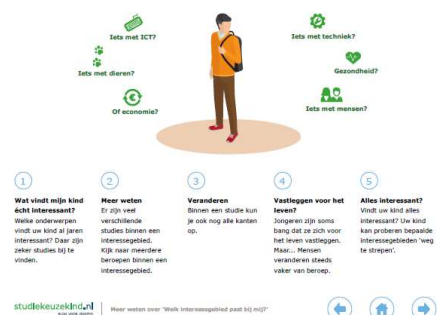 Iets met ICT?
Iets met techniek?
Iets met dieren?
Gezondheid?
Of economie?
Iets met mensen?
1
Wat vindt mijn kind
écht interessant?
Welke onderwerpen
vindt uw kind al jaren
interessant? Daar zijn
zeker studies bij te
vinden.
2
Meer weten
Er zijn veel
verschillende
studies binnen een
interessegebied.
Kijk naar meerdere
beroepen binnen een
interessegebied.
3
Veranderen
Binnen een studie kun
je ook nog alle kanten
op.
4
Vastleggen voor het
leven?
Jongeren zijn soms
bang dat ze zich voor
het leven vastleggen.
Maar... Mensen
veranderen steeds
vaker van beroep.
5
Alles interessant?
Vindt uw kind alles
interessant? Uw kind
kan proberen bepaalde
interessegebieden 'weg
te strepen'.
studiekeuzekind.nl
Meer weten over 'Welk interessegebied past bij mij?'